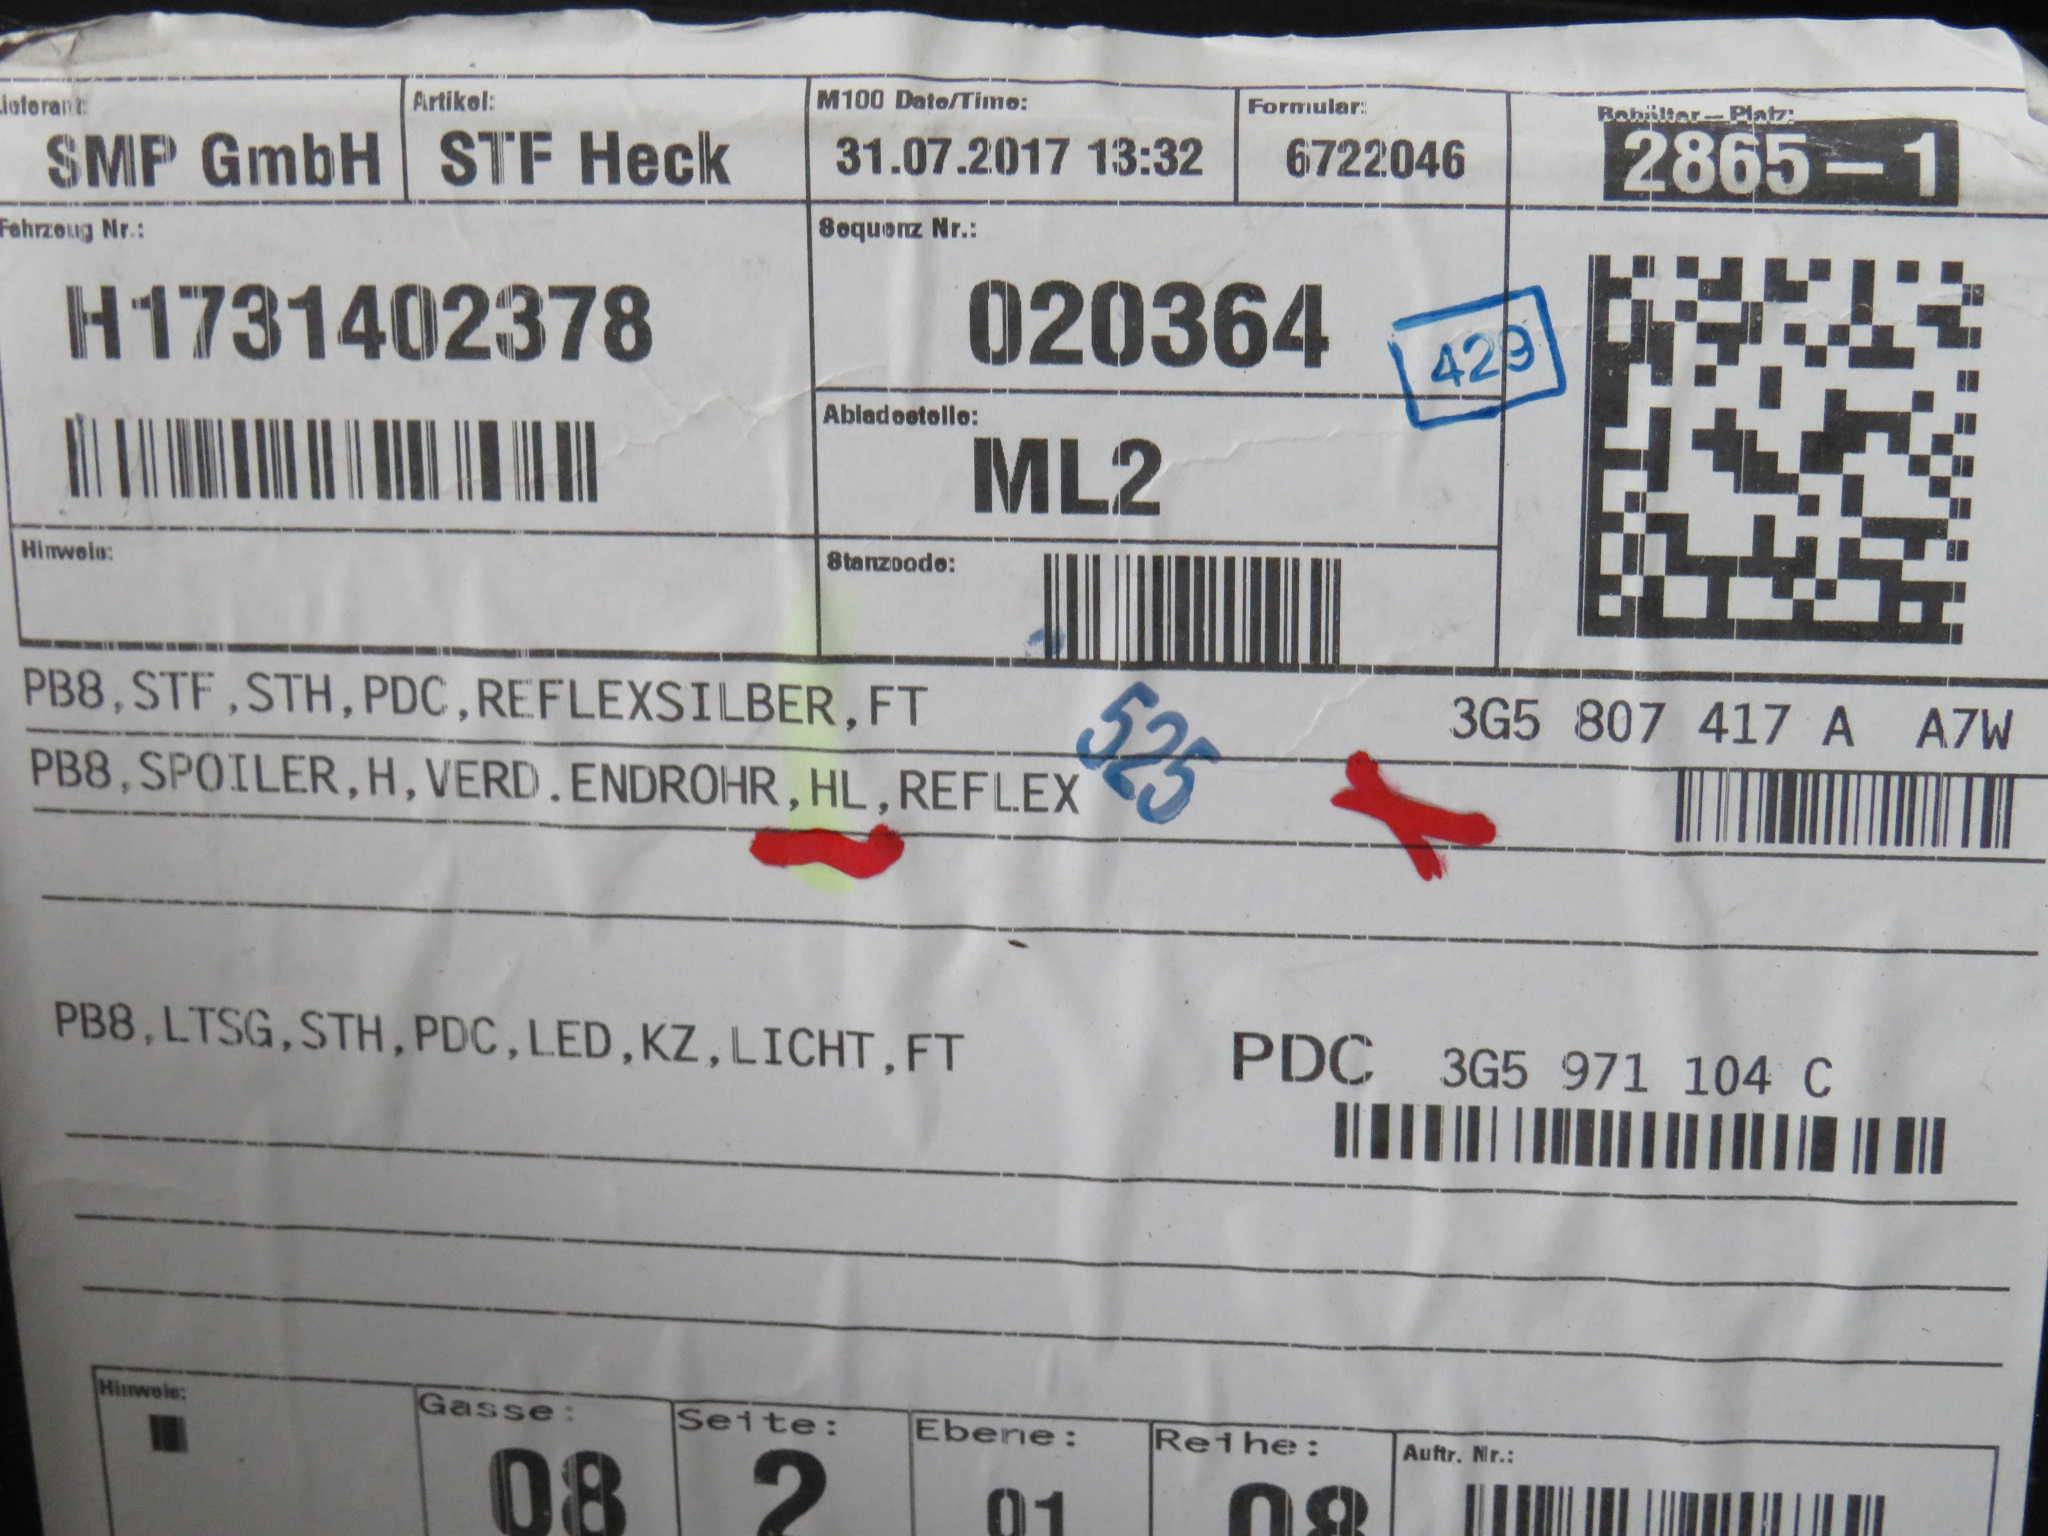 Lieferant: Artikel: M100 Date/Time: Formular: Behälter-Platz:
SMP GmbH STF Heck 31.07.2017 13:32 6722046 2865-1
Fahrzeug Nr.: Sequenz Nr.:
H1731402378 020364
429
Abladestelle:
ML2
Hinweis: Stanzcode:
PB8,STF,STH,PDC,REFLEXSILBER,FT 3G5 807 417 A A7W
525
PB8,SPOILER,H,VERD.ENDROHR,HL,REFLEX
PB8,LTSG,STH,PDC,LED,KZ,LICHT,FT PDC 3G5 971 104 C
Hinweis: Gasse: Seite: Ebene: Reihe: Auftr. Nr.:
08 2 01 08